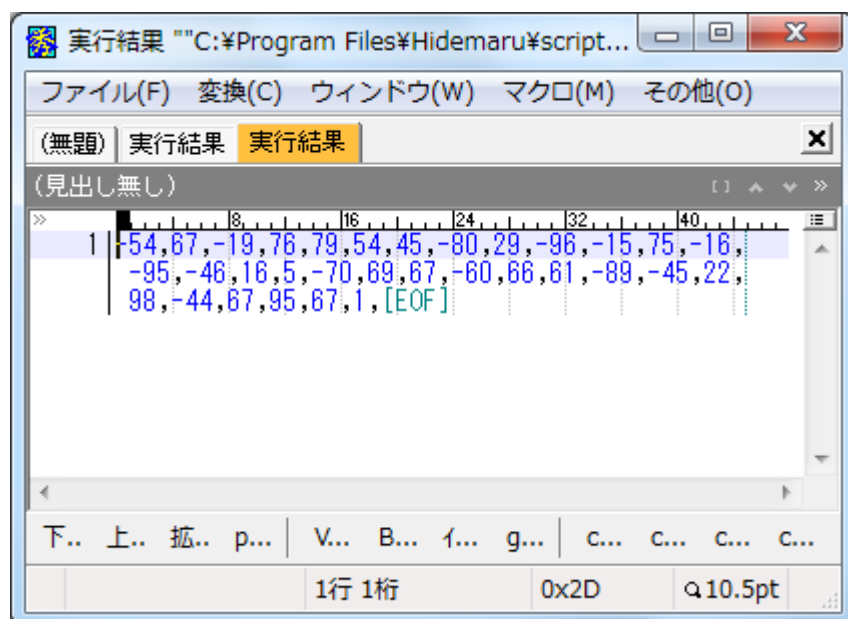 実行結果 ""C:¥Program Files¥Hidemaru¥script...
ファイル(F) 変換(C) ウィンドウ(W) マクロ(M) その他(O)
(無題) 実行結果 実行結果
(見出し無し)
8 16 24 32 40
1 -54,67,-19,76,79,54,45,-80,29,-96,-15,75,-16,
-95,-46,16,5,-70,69,67,-60,66,61,-89,-45,22,
98,-44,67,95,67,1,[EOF]
下.. 上.. 拡.. p... V... B... イ... g... c... c... c... c...
1行 1桁 0x2D 10.5pt